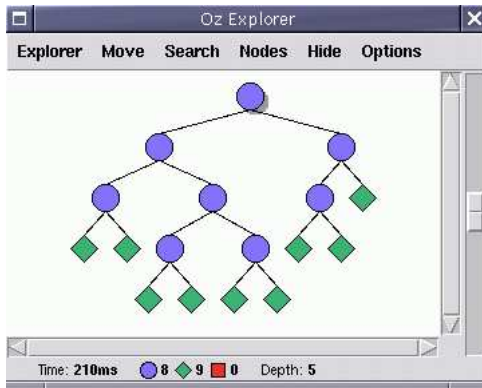 Oz Explorer
Explorer Move Search Nodes Hide Options
Time: 210ms 8 9 0 Depth: 5